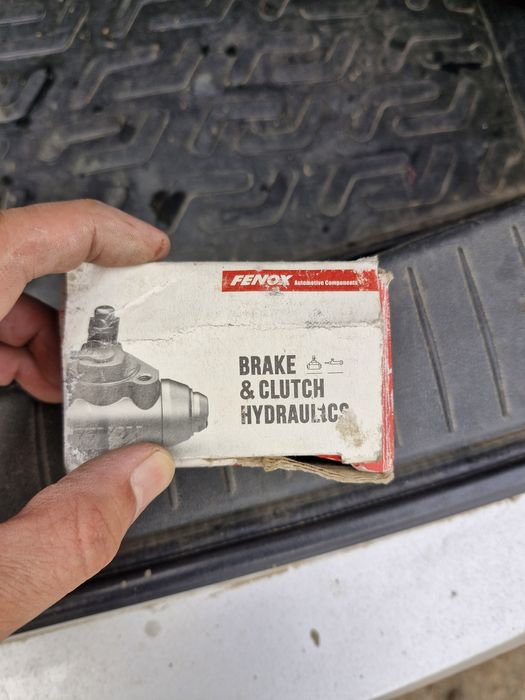 FENOX Automotive Components
BRAKE
& CLUTCH
HYDRAULICS